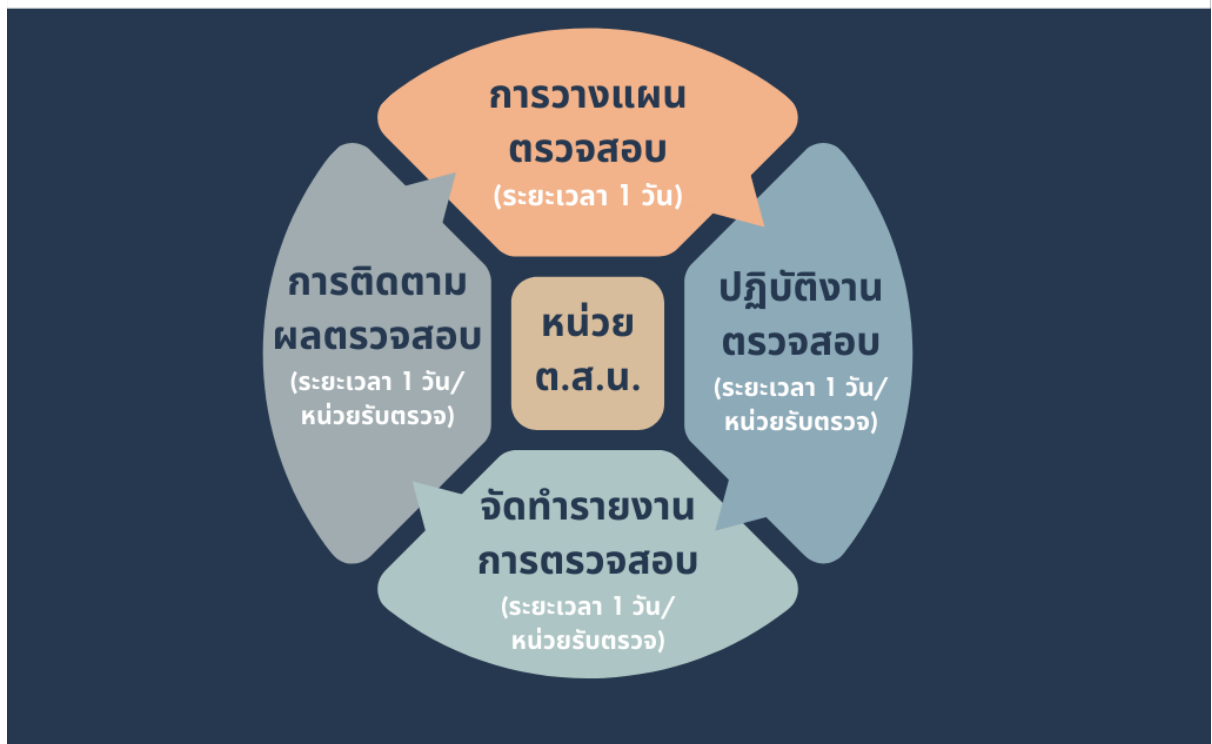 การวางแผน
ตรวจสอบ
(ระยะเวลา 1 วัน)
การติดตาม
ผลตรวจสอบ
(ระยะเวลา 1 วัน/
หน่วยรับตรวจ)
หน่วย
ต.ส.น.
ปฏิบัติงาน
ตรวจสอบ
(ระยะเวลา 1 วัน/
หน่วยรับตรวจ)
จัดทำรายงาน
การตรวจสอบ
(ระยะเวลา 1 วัน/
หน่วยรับตรวจ)